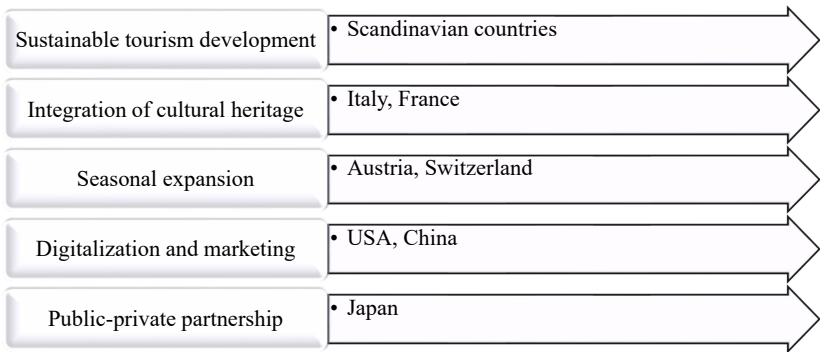 Sustainable tourism development
• Scandinavian countries
Integration of cultural heritage
• Italy, France
Seasonal expansion
• Austria, Switzerland
Digitalization and marketing
• USA, China
Public-private partnership
• Japan